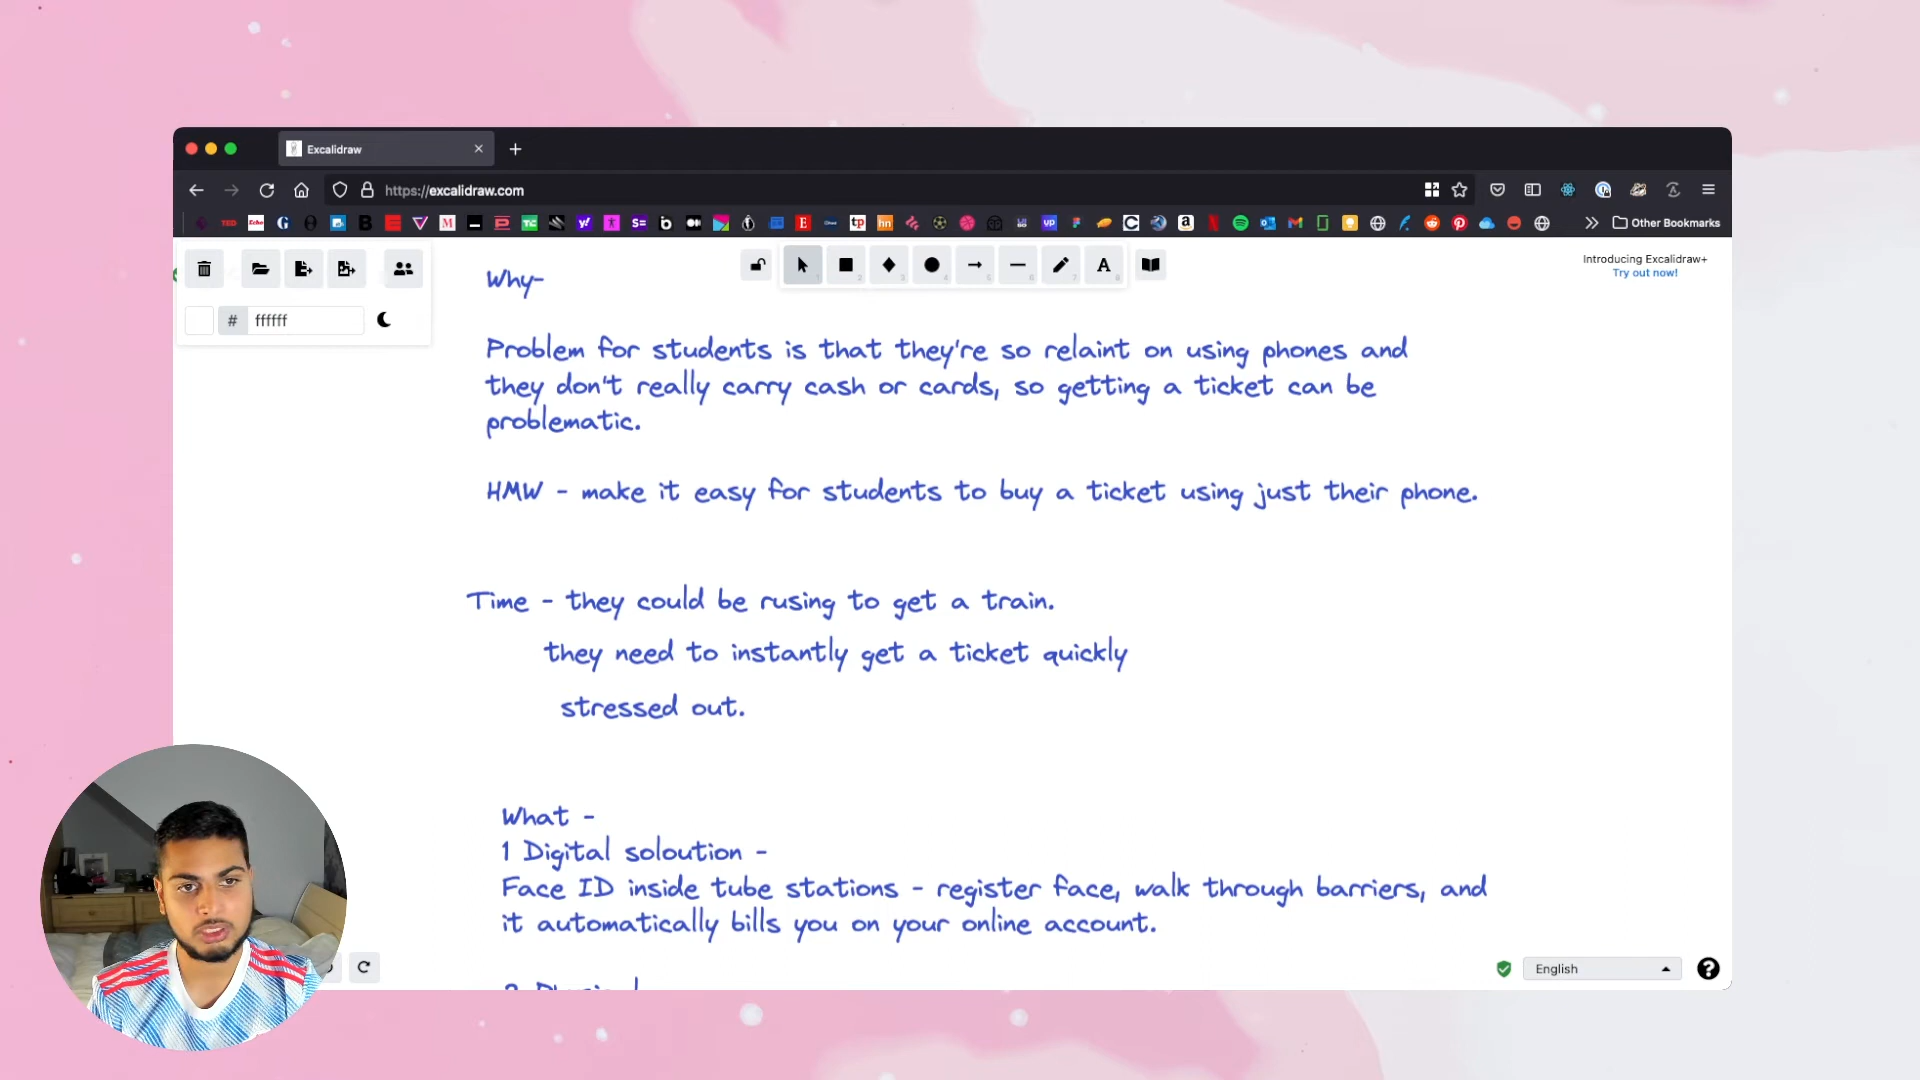 Excalidraw
https://excalidraw.com
Other Bookmarks
Introducing Excalidraw+
Try out now!
# ffffff
Why-
Problem for students is that they're so relaint on using phones and
they don't really carry cash or cards, so getting a ticket can be
problematic.
HMW - make it easy for students to buy a ticket using just their phone.
Time - they could be rusing to get a train.
they need to instantly get a ticket quickly
stressed out.
What -
1 Digital soloution -
Face ID inside tube stations - register face, walk through barriers, and
it automatically bills you on your online account.
English